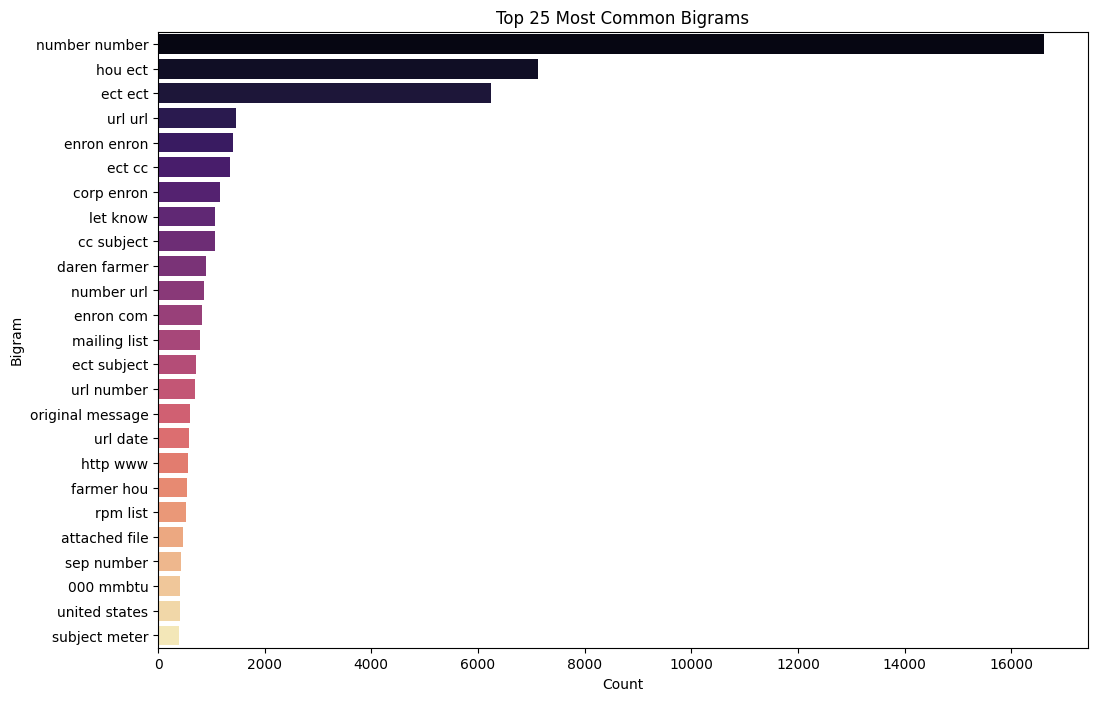 Top 25 Most Common Bigrams
number number
hou ect
ect ect
url url
enron enron
ect cc
corp enron
let know
cc subject
daren farmer
number url
enron com
mailing list
ect subject
url number
original message
url date
http www
farmer hou
rpm list
attached file
sep number
000 mmbtu
united states
subject meter
Bigram
0 2000 4000 6000 8000 10000 12000 14000 16000
Count